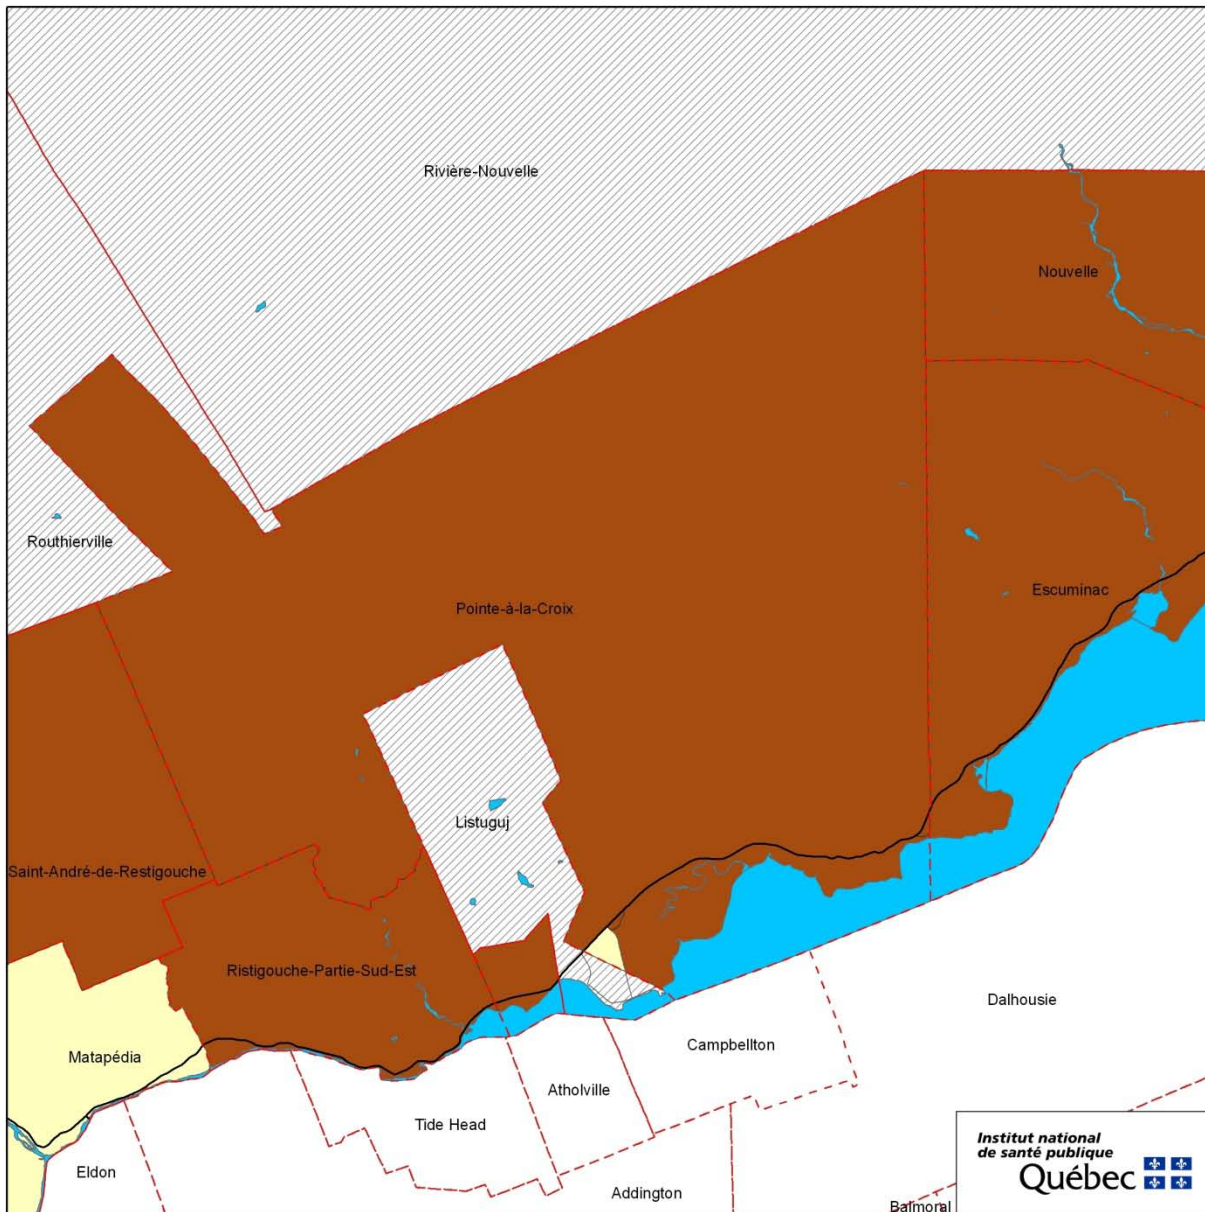 Rivière-Nouvelle
Nouvelle
Routhierville
Escuminac
Pointe-à-la-Croix
Listuguj
Saint-André-de-Restigouche
Ristigouche-Partie-Sud-Est
Dalhousie
Campbellton
Matapédia
Atholville
Tide Head
Eldon
Addington
Balmoral
Institut national
de santé publique
Québec